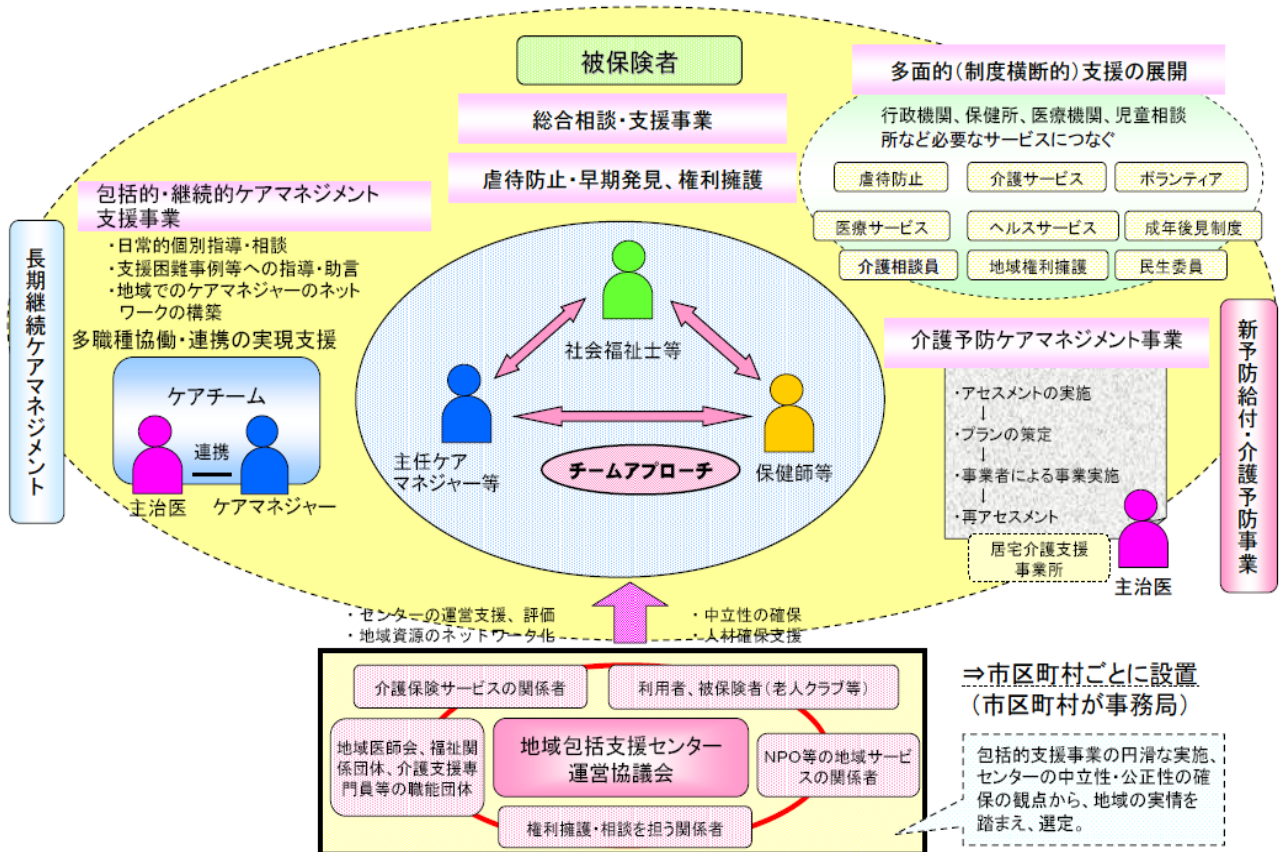 被保険者
総合相談・支援事業
虐待防止・早期発見、権利擁護
多面的(制度横断的)支援の展開
行政機関、保健所、医療機関、児童相談
所など必要なサービスにつなぐ
虐待防止
介護サービス
ボランティア
医療サービス
ヘルスサービス
成年後見制度
介護相談員
地域権利擁護
民生委員
包括的・継続的ケアマネジメント
支援事業
・日常的個別指導・相談
・支援困難事例等への指導・助言
・地域でのケアマネジャーのネット
ワークの構築
多職種協働・連携の実現支援
ケアチーム
連携
主治医
ケアマネジャー
長期継続ケアマネジメント
社会福祉士等
主任ケア
マネジャー等
チームアプローチ
保健師等
介護予防ケアマネジメント事業
・アセスメントの実施
↓
・プランの策定
↓
・事業者による事業実施
↓
・再アセスメント
居宅介護支援
事業所
主治医
新予防給付・介護予防事業
・センターの運営支援、評価
・地域資源のネットワータ化
・中立性の確保
・人材確保支援
介護保険サービスの関係者
利用者、被保険者(老人クラブ等)
地域医師会、福祉関
係団体、介護支援専
門員等の職能団体
地域包括支援センター
運営協議会
NPO等の地域サービ
スの関係者
権利擁護・相談を担う関係者
⇒市区町村ごとに設置
(市区町村が事務局)
包括的支援事業の円滑な実施、
センターの中立性・公正性の確
保の観点から、地域の実情を
踏まえ、選定。